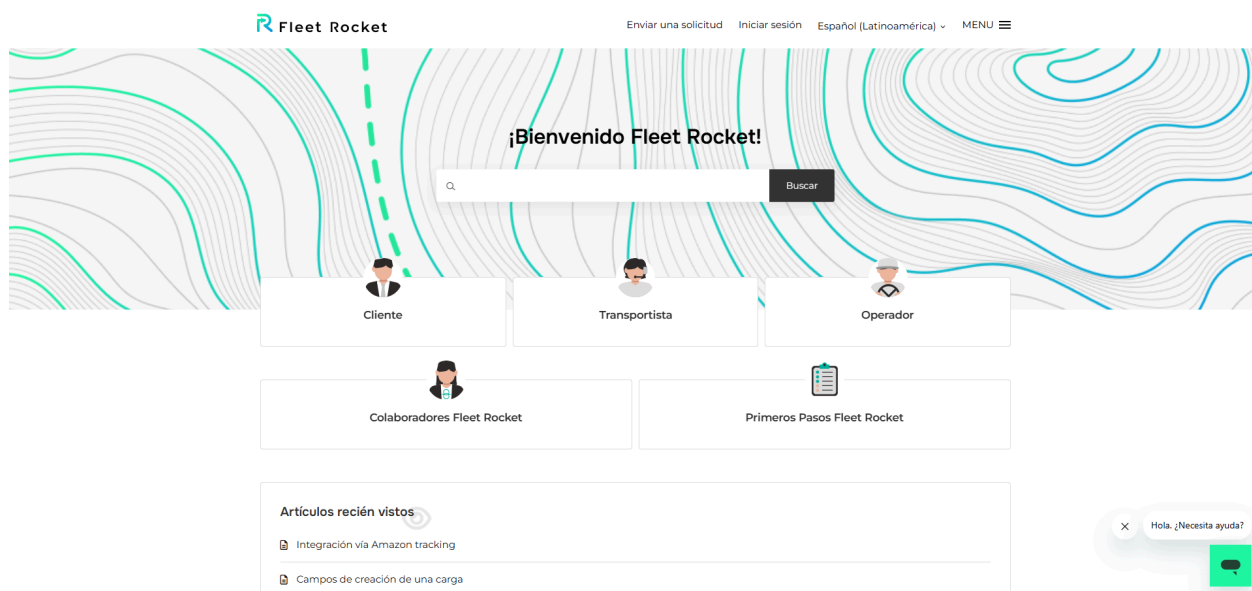 Fleet Rocket
Enviar una solicitud
Iniciar sesión
Español (Latinoamérica)
MENU
¡Bienvenido Fleet Rocket!
Buscar
Cliente
Transportista
Operador
Colaboradores Fleet Rocket
Primeros Pasos Fleet Rocket
Artículos recién vistos
Integración vía Amazon tracking
Campos de creación de una carga
Hola. ¿Necesita ayuda?